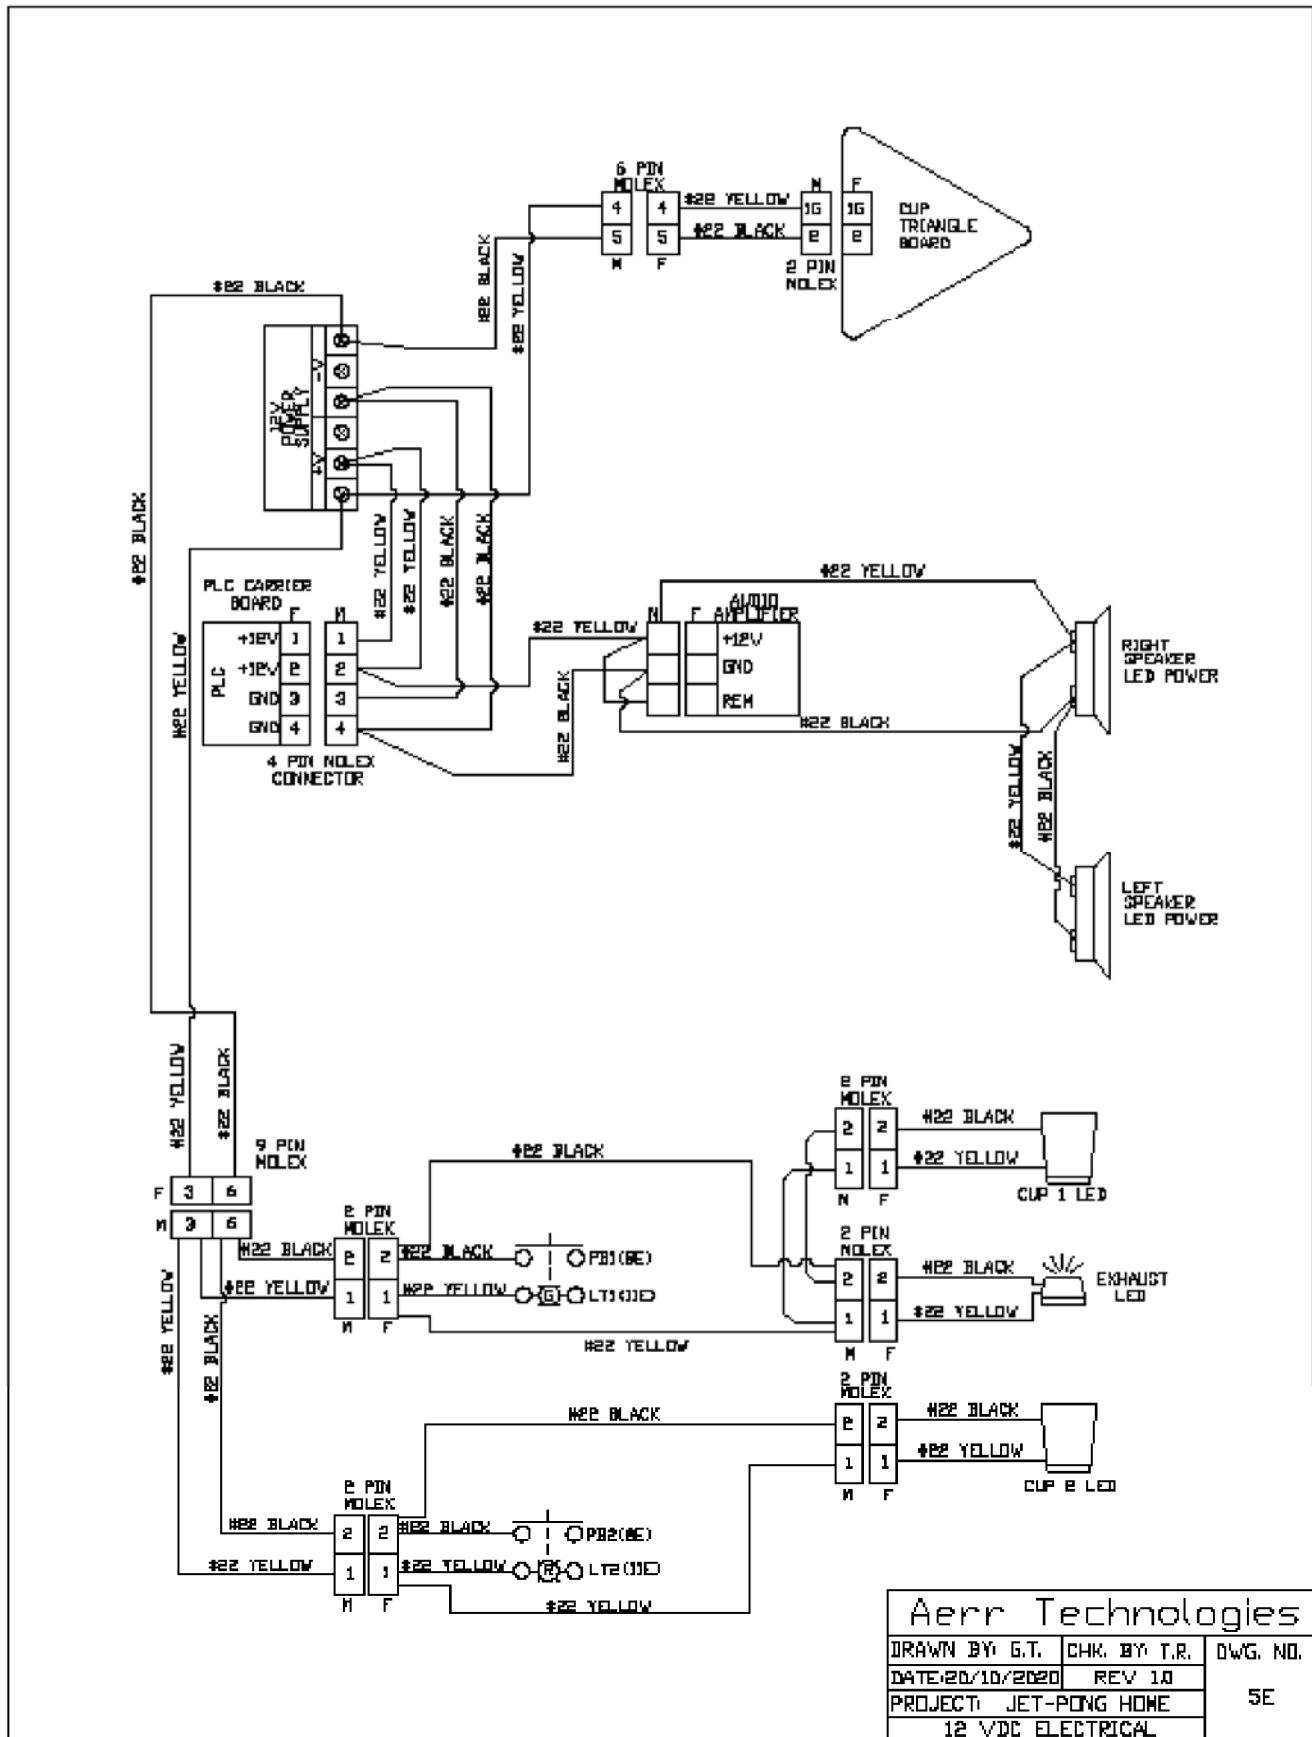 6 PIN
MOLEX
4
5
M
4
5
F
#22 YELLOW
#22 BLACK
M
F
2
2
2 PIN
MOLEX
CUP
TRIANGLE
BOARD
#22 BLACK
#22 YELLOW
#22 BLACK
12V
POWER
SUPPLY
-V
+V
#22 BLACK
#22 YELLOW
#22 YELLOW
#22 YELLOW
#22 BLACK
#22 BLACK
PLC CARRIER
BOARD
F
M
PLC
+12V 1
+12V 2
GND 3
GND 4
1
2
3
4
4 PIN MOLEX
CONNECTOR
#22 YELLOW
#22 BLACK
M
F
AUDIO
AMPLIFIER
+12V
GND
REM
#22 YELLOW
#22 BLACK
RIGHT
SPEAKER
LED POWER
#22 YELLOW
#22 BLACK
LEFT
SPEAKER
LED POWER
#22 YELLOW
#22 BLACK
9 PIN
MOLEX
F 3 6
M 3 6
#22 BLACK
#22 YELLOW
#22 YELLOW
#22 BLACK
2 PIN
MOLEX
2 2
1 1
M F
#22 BLACK
#22 BLACK
PB1(8E)
#22 YELLOW
G
LT1(11E)
#22 YELLOW
2 PIN
MOLEX
2 2
1 1
M F
#22 BLACK
#22 YELLOW
CUP 1 LED
2 PIN
MOLEX
2 2
1 1
M F
#22 BLACK
#22 YELLOW
EXHAUST
LED
2 PIN
MOLEX
2 2
1 1
M F
#22 BLACK
#22 YELLOW
CUP 2 LED
#22 BLACK
2 PIN
MOLEX
#22 BLACK
#22 YELLOW
2 2
1 1
M F
#22 BLACK
PB2(8E)
#22 YELLOW
R
LT2(11E)
#22 YELLOW
Aerr Technologies
DRAWN BY: G.T.
CHK. BY: T.R.
DWG. NO.
DATE:20/10/2020
REV 1.0
5E
PROJECT: JET-PONG HOME
12 VDC ELECTRICAL